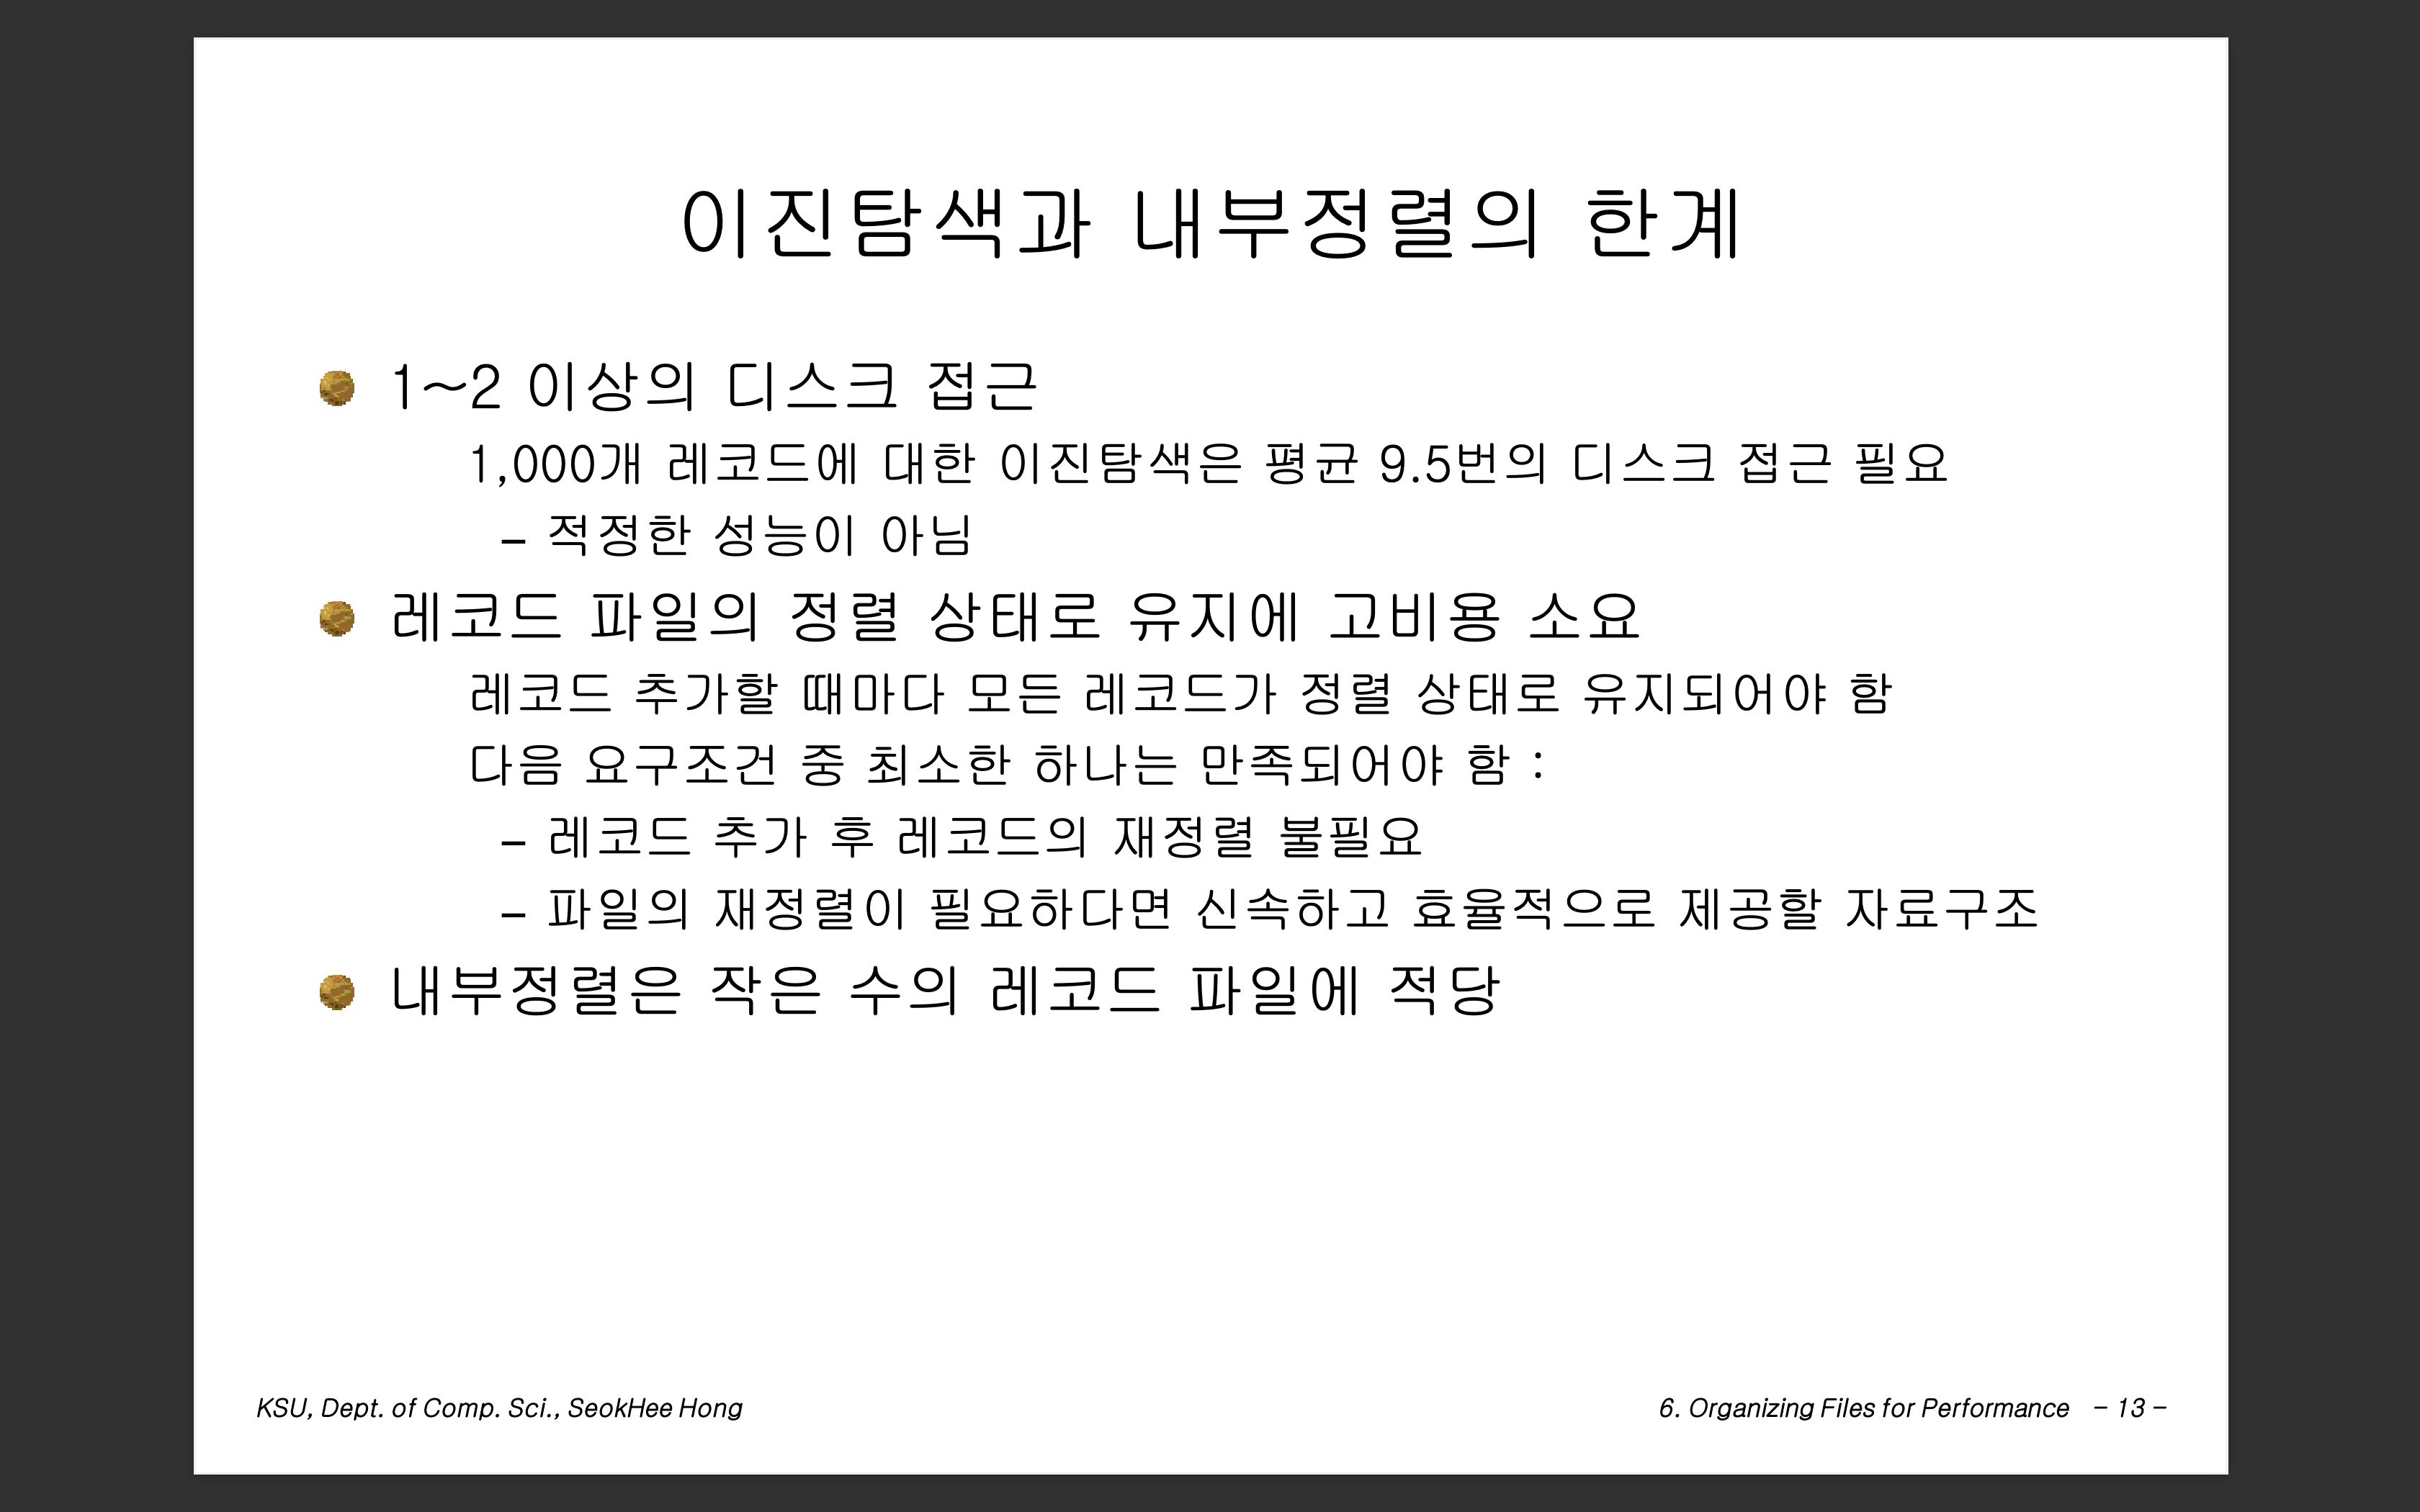 이진탐색과 내부정렬의 한계
1~2 이상의 디스크 접근
1,000개 레코드에 대한 이진탐색은 평균 9.5번의 디스크 접근 필요
– 적정한 성능이 아님
레코드 파일의 정렬 상태로 유지에 고비용 소요
레코드 추가할 때마다 모든 레코드가 정렬 상태로 유지되어야 함
다음 요구조건 중 최소한 하나는 만족되어야 함 :
– 레코드 추가 후 레코드의 재정렬 불필요
– 파일의 재정렬이 필요하다면 신속하고 효율적으로 제공할 자료구조
내부정렬은 작은 수의 레코드 파일에 적당
KSU, Dept. of Comp. Sci., SeokHee Hong
6. Organizing Files for Performance – 13 –